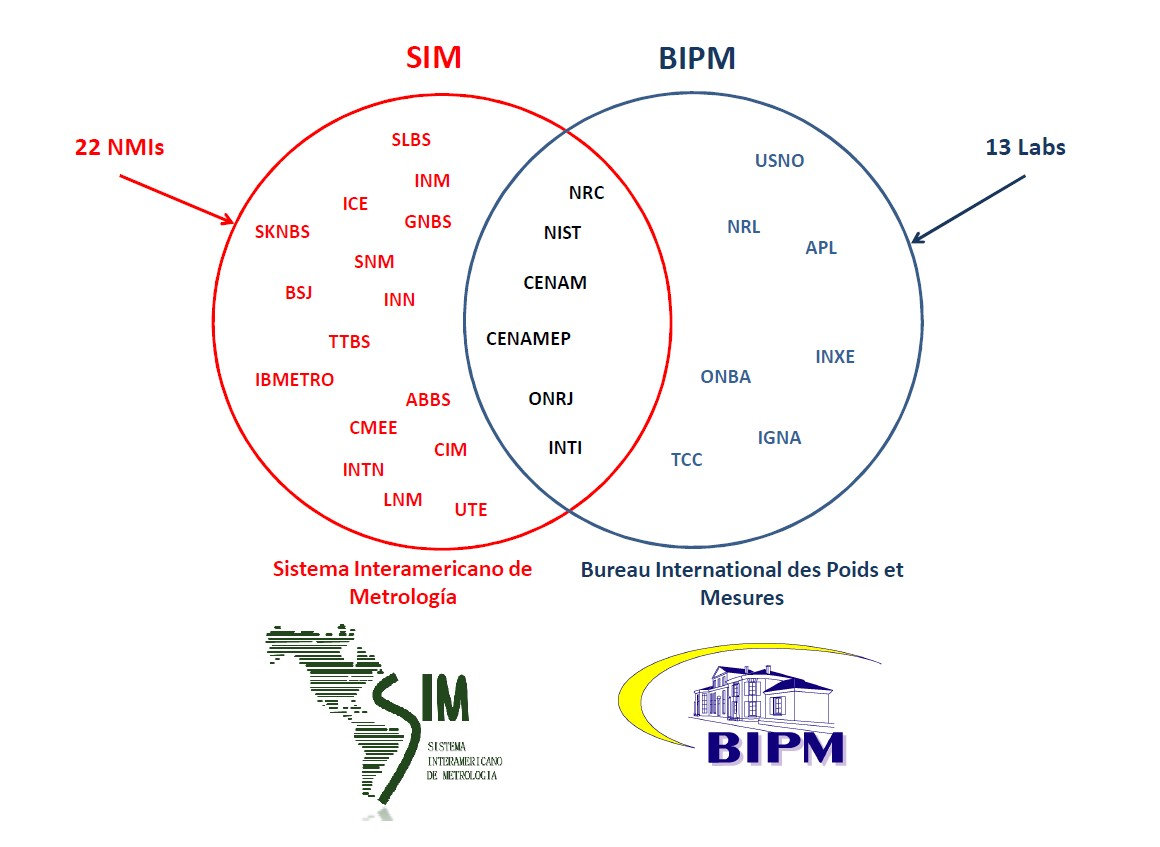 SIM
BIPM
22 NMIs
13 Labs
SLBS
INM
ICE
GNBS
SKNBS
SNM
BSJ
INN
TTBS
IBMETRO
ABBS
CMEE
CIM
INTN
LNM
UTE
NRC
NIST
CENAM
CENAMEP
ONRJ
INTI
USNO
NRL
APL
INXE
ONBA
IGNA
TCC
Sistema Interamericano de
Metrología
Bureau International des Poids et
Mesures
SIM
SISTEMA
INTERAMERICANO
DE METROLOGIA
BIPM